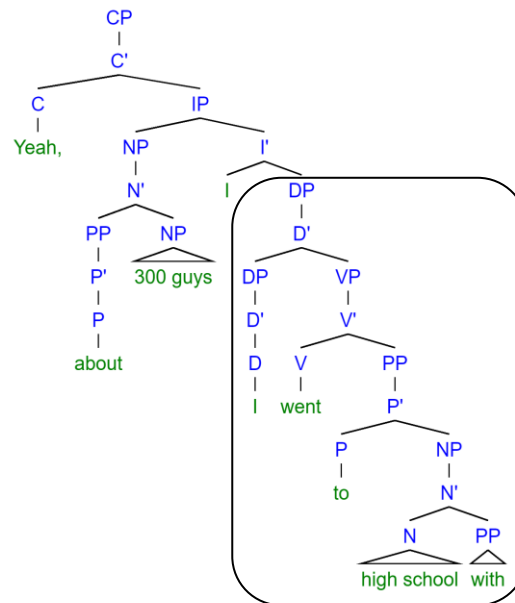 CP
C'
C IP
Yeah, NP I'
N' I DP
PP NP D'
P' 300 guys DP VP
P D' V'
about D V PP
I went P'
P NP
to N'
N PP
high school with